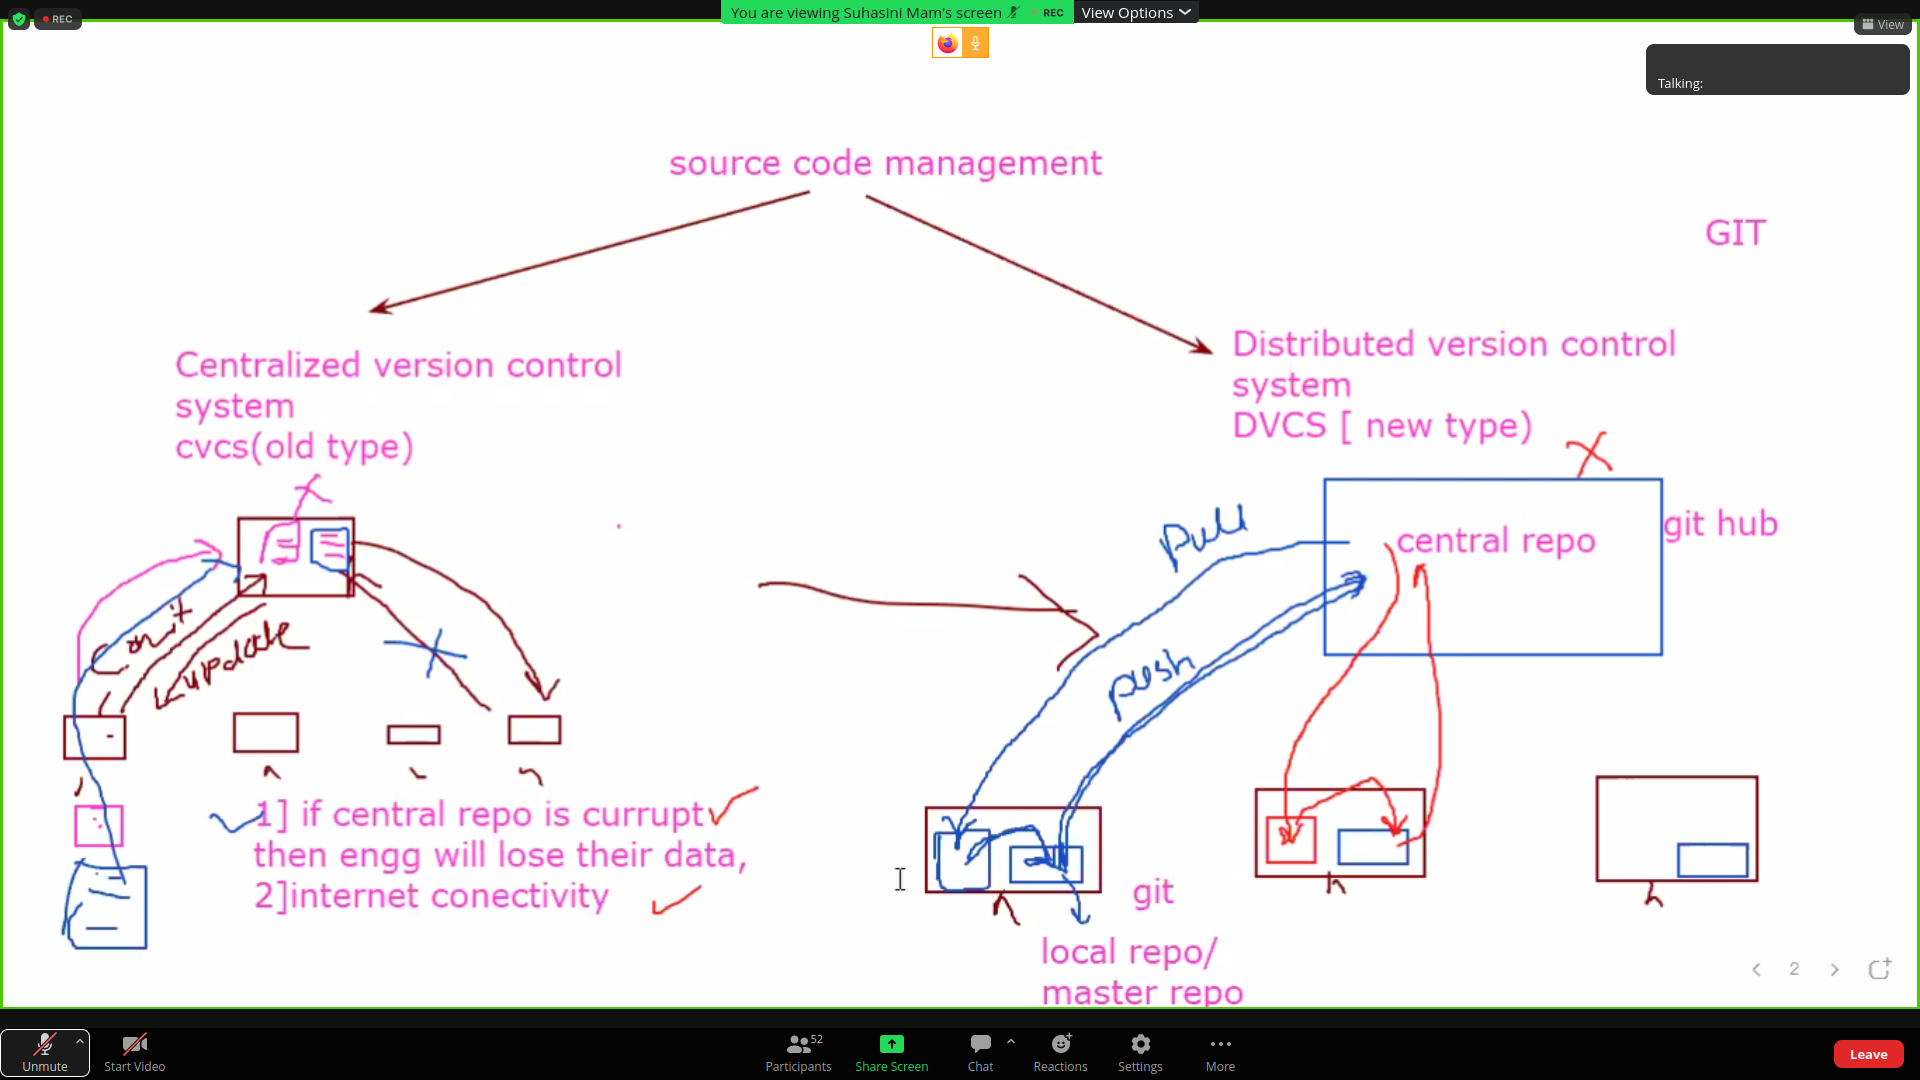 REC
You are viewing Suhasini Mam's screen
REC
View Options
View
Talking:
source code management
GIT
Centralized version control
system
cvcs(old type)
Distributed version control
system
DVCS [ new type)
pull
central repo
git hub
update
push
1] if central repo is currupt
then engg will lose their data,
2]internet conectivity
git
local repo/
master repo
2
Unmute
Start Video
Participants
52
Share Screen
Chat
Reactions
Settings
More
Leave